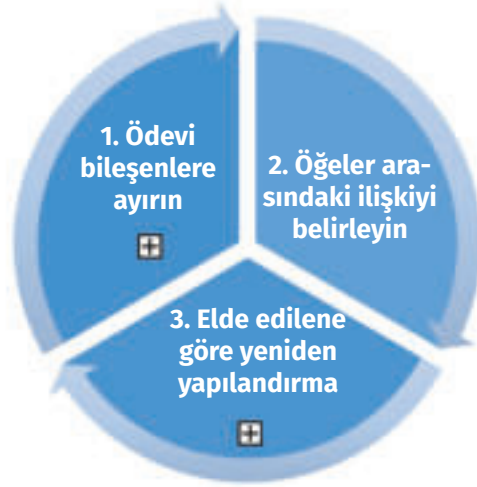 1. Ödevi
bileşenlere
ayırın
2. Öğeler ara-
sındaki ilişkiyi
belirleyin
3. Elde edilene
göre yeniden
yapılandırma